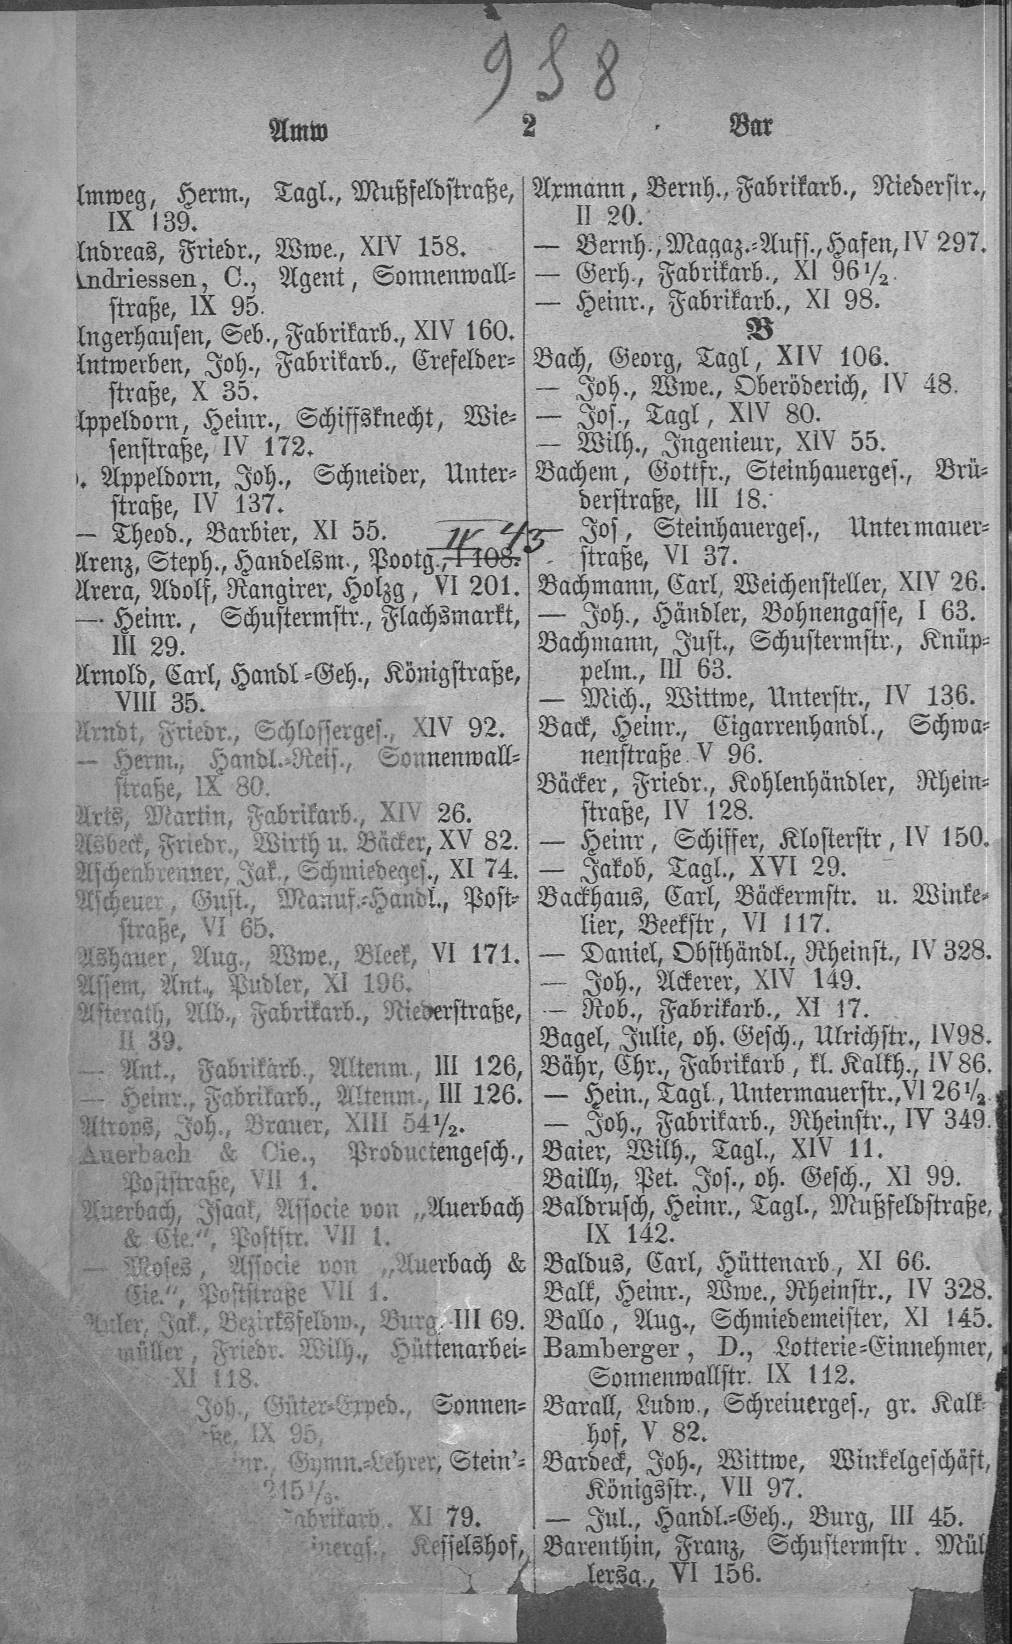 958
Amw 2 Bar
lmweg, Herm., Tagl., Mußfeldstraße,
IX 139.
Andreas, Friedr., Wwe., XIV 158.
Andriessen, C., Agent, Sonnenwall-
straße, IX 95.
Angerhausen, Seb., Fabrikarb., XIV 160.
Antwerben, Joh., Fabrikarb., Crefelder-
straße, X 35.
Appeldorn, Heinr., Schiffsknecht, Wie-
senstraße, IV 172.
. Appeldorn, Joh., Schneider, Unter-
straße, IV 137.
— Theod., Barbier, XI 55.
IV 43
Arenz, Steph., Handelsm., Pootg., I 108.
Arera, Adolf, Rangirer, Holzg, VI 201.
— Heinr., Schustermstr., Flachsmarkt,
III 29.
Arnold, Carl, Handl-Geh., Königstraße,
VIII 35.
Arndt, Friedr., Schlosserges., XIV 92.
— Herm., Handl.-Reis., Sonnenwall-
straße, IX 80.
Arts, Martin, Fabrikarb., XIV 26.
Asbeck, Friedr., Wirth u. Bäcker, XV 82.
Aschenbrenner, Jak., Schmiedeges., XI 74.
Ascheuer, Gust., Manuf.-Handl., Post-
straße, VI 65.
Ashauer, Aug., Wwe., Bleek, VI 171.
Assem, Ant., Pudler, XI 196.
Asterath, Alb., Fabrikarb., Niederstraße,
II 39.
— Ant., Fabrikarb., Altenm., III 126,
— Heinr., Fabrikarb., Altenm., III 126.
Atrops, Joh., Brauer, XIII 54½.
Auerbach & Cie., Productengesch.,
Poststraße, VII 1.
Auerbach, Isaak, Associe von „Auerbach
& Cie.“, Poststr. VII 1.
— Moses, Associe von „Auerbach &
Cie.“, Poststraße VII 1.
Auler, Jak., Bezirksfeldw., Burg, III 69.
müller, Friedr. Wilh., Hüttenarbei-
XI 118.
Joh., Güter-Exped., Sonnen-
ße, IX 95,
nr., Gymn.-Lehrer, Stein'-
215⅓.
Fabrikarb. XI 79.
Kesselshof,
Axmann, Bernh., Fabrikarb., Niederstr.,
II 20.
— Bernh., Magaz.-Auff., Hafen, IV 297.
— Gerh., Fabrikarb., XI 96½.
— Heinr., Fabrikarb., XI 98.
B
Bach, Georg, Tagl, XIV 106.
— Joh., Wwe., Oberöderich, IV 48.
— Jos., Tagl, XIV 80.
— Wilh., Ingenieur, XIV 55.
Bachem, Gottfr., Steinhauerges., Brü-
derstraße, III 18.
— Jos, Steinhauerges., Untermauer-
straße, VI 37.
Bachmann, Carl, Weichensteller, XIV 26.
— Joh., Händler, Bohnengasse, I 63.
Bachmann, Just., Schustermstr., Knüp-
pelm., III 63.
— Mich., Wittwe, Unterstr., IV 136.
Back, Heinr., Cigarrenhandl., Schwa-
nenstraße V 96.
Bäcker, Friedr., Kohlenhändler, Rhein-
straße, IV 128.
— Heinr, Schiffer, Klosterstr, IV 150.
— Jakob, Tagl., XVI 29.
Backhaus, Carl, Bäckermstr. u. Winke-
lier, Beekstr, VI 117.
— Daniel, Obsthändl., Rheinst., IV 328.
— Joh., Ackerer, XIV 149.
— Rob., Fabrikarb., XI 17.
Bagel, Julie, oh. Gesch., Ulrichstr., IV 98.
Bähr, Chr., Fabrikarb, kl. Kalkh., IV 86.
— Hein., Tagl., Untermauerstr., VI 26½
— Joh., Fabrikarb., Rheinstr., IV 349.
Baier, Wilh., Tagl., XIV 11.
Bailly, Pet. Jos., oh. Gesch., XI 99.
Baldrusch, Heinr., Tagl., Mußfeldstraße,
IX 142.
Baldus, Carl, Hüttenarb, XI 66.
Balk, Heinr., Wwe., Rheinstr., IV 328.
Ballo, Aug., Schmiedemeister, XI 145.
Bamberger, D., Lotterie-Einnehmer,
Sonnenwallstr. IX 112.
Barall, Ludw., Schreinerges., gr. Kalk-
hof, V 82.
Bardeck, Joh., Wittwe, Winkelgeschäft,
Königsstr., VII 97.
— Jul., Handl.-Geh., Burg, III 45.
Barenthin, Franz, Schustermstr. Mül
lersg., VI 156.